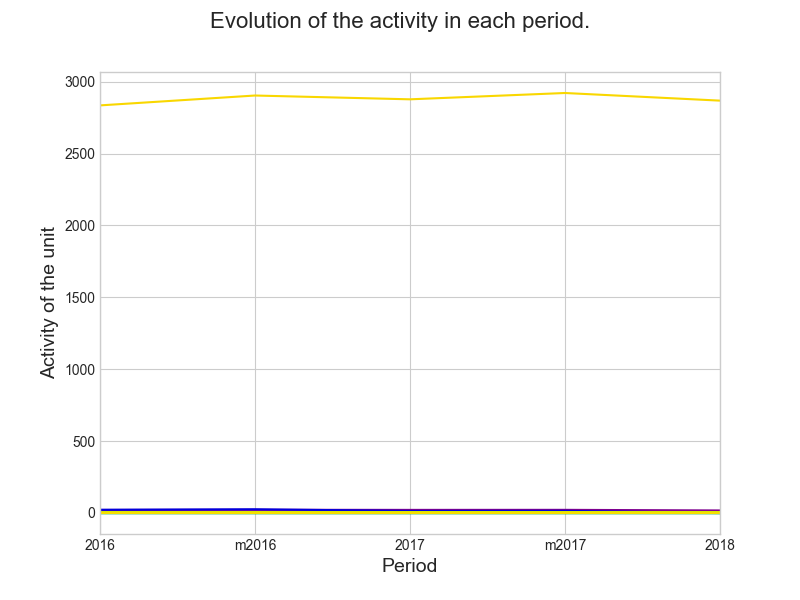 Evolution of the activity in each period.
3000
2500
2000
1500
1000
500
0
Activity of the unit
2016 m2016 2017 m2017 2018
Period